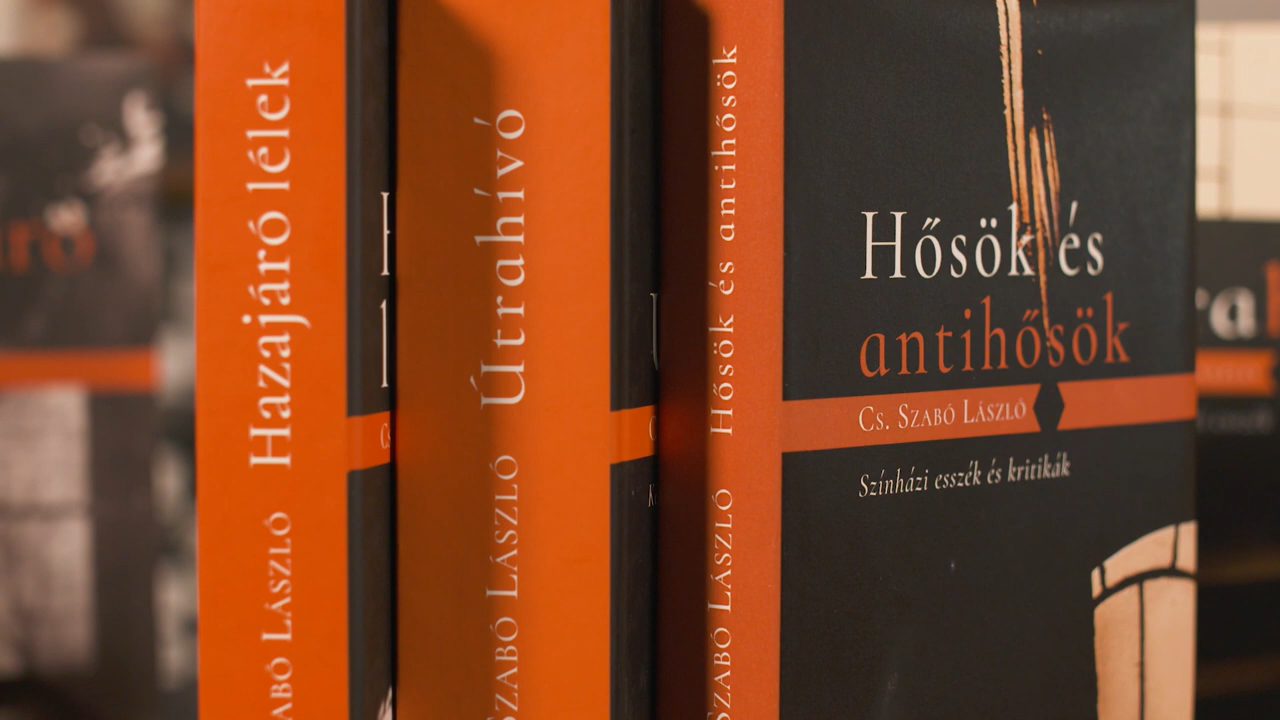 ABÓ LÁSZLÓ Hazajáró lélek
SZABÓ LÁSZLÓ Útrahívó
SZABÓ LÁSZLÓ Hősök és antihősök
Hősök és
antihősök
Cs. Szabó László
Színházi esszék és kritikák